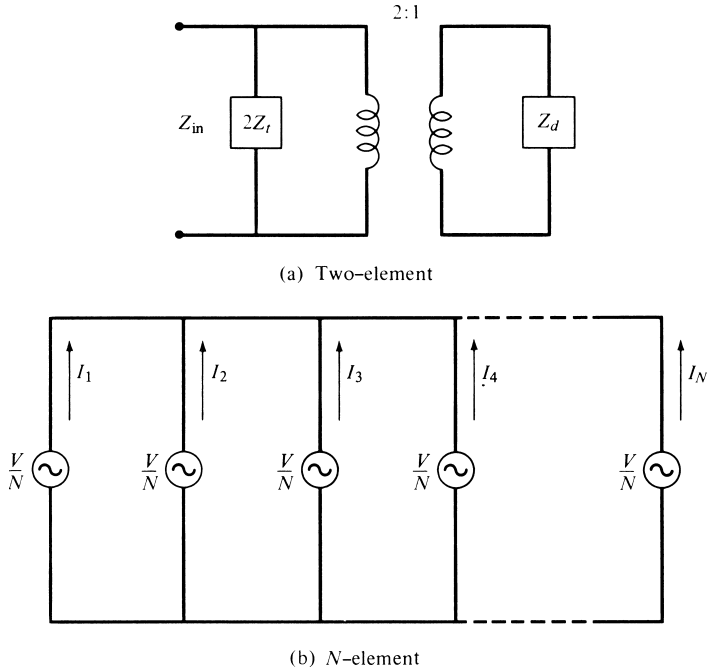 2:1
Z_in
2Z_t
Z_d
(a) Two-element
I_1
I_2
I_3
I_4
I_N
V/N
V/N
V/N
V/N
V/N
(b) N-element